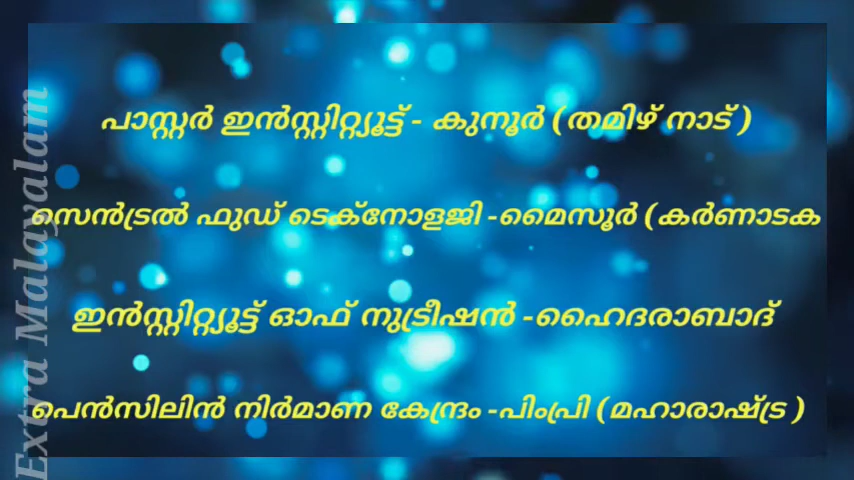 പാസ്റ്റർ ഇൻസ്റ്റിറ്റ്യൂട്ട് - കുനൂർ (തമിഴ് നാട് )
സെൻട്രൽ ഫുഡ് ടെക്നോളജി -മൈസൂർ (കർണാടക
ഇൻസ്റ്റിറ്റ്യൂട്ട് ഓഫ് നുട്രീഷൻ -ഹൈദരാബാദ്
പെൻസിലിൻ നിർമാണ കേന്ദ്രം -പിംപ്രി (മഹാരാഷ്ട്ര )
Extra Malayalam